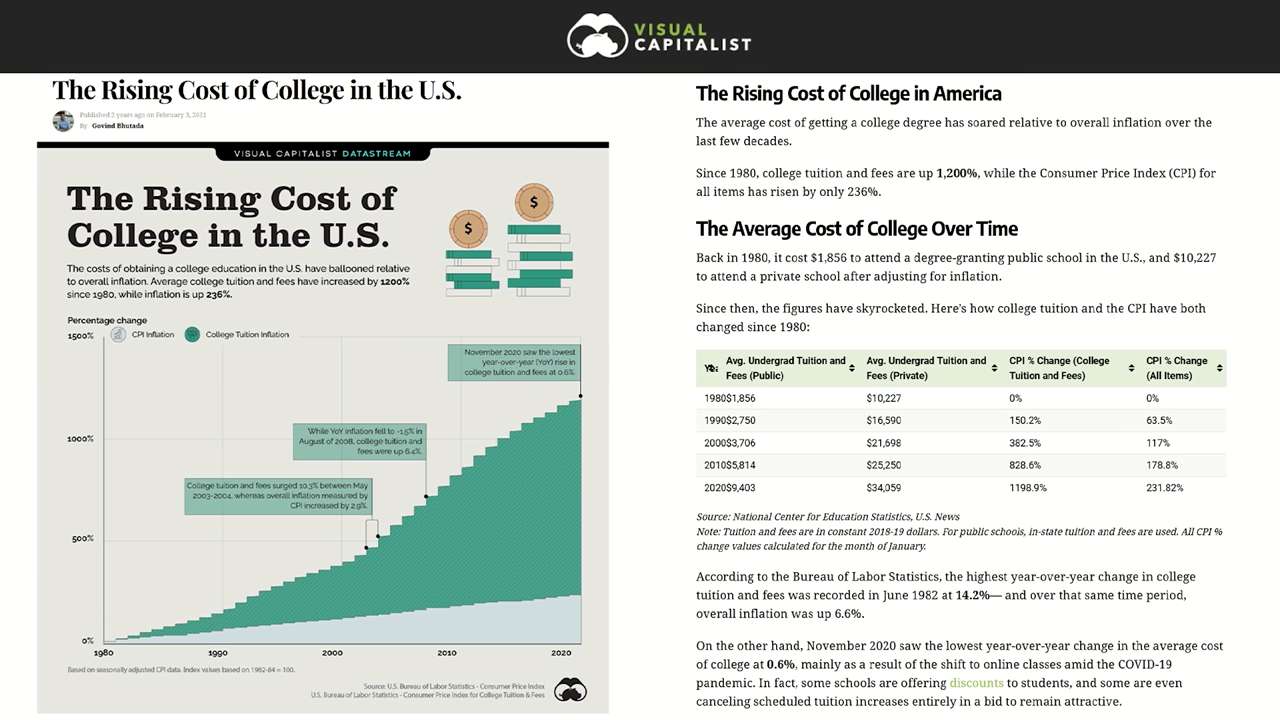 VISUAL
CAPITALIST
The Rising Cost of College in the U.S.
Published 2 years ago on February 3, 2021
By Govind Bhutada
VISUAL CAPITALIST DATASTREAM
The Rising Cost of
College in the U.S.
$
$
The costs of obtaining a college education in the U.S. have ballooned relative
to overall inflation. Average college tuition and fees have increased by 1200%
since 1980, while inflation is up 236%.
Percentage change
1500%
CPI Inflation
College Tuition Inflation
November 2020 saw the lowest
year-over-year (YoY) rise in
college tuition and fees at 0.6%.
While YoY inflation fell to -1.5% in
August of 2008, college tuition and
fees were up 6.4%.
1000%
College tuition and fees surged 10.3% between May
2003-2004, whereas overall inflation measured by
CPI increased by 2.9%.
500%
0%
1980 1990 2000 2010 2020
Based on seasonally adjusted CPI data. Index values based on 1982-84 = 100.
Source: U.S. Bureau of Labor Statistics - Consumer Price Index
U.S. Bureau of Labor Statistics - Consumer Price Index for College Tuition & Fees
The Rising Cost of College in America
The average cost of getting a college degree has soared relative to overall inflation over the
last few decades.
Since 1980, college tuition and fees are up 1,200%, while the Consumer Price Index (CPI) for
all items has risen by only 236%.
The Average Cost of College Over Time
Back in 1980, it cost $1,856 to attend a degree-granting public school in the U.S., and $10,227
to attend a private school after adjusting for inflation.
Since then, the figures have skyrocketed. Here's how college tuition and the CPI have both
changed since 1980:
Avg. Undergrad Tuition and Avg. Undergrad Tuition and CPI % Change (College CPI % Change
Fees (Public) Fees (Private) Tuition and Fees) (All Items)
1980 $1,856 $10,227 0% 0%
1990 $2,750 $16,590 150.2% 63.5%
2000 $3,706 $21,698 382.5% 117%
2010 $5,814 $25,250 828.6% 178.8%
2020 $9,403 $34,059 1198.9% 231.82%
Source: National Center for Education Statistics, U.S. News
Note: Tuition and fees are in constant 2018-19 dollars. For public schools, in-state tuition and fees are used. All CPI %
change values calculated for the month of January.
According to the Bureau of Labor Statistics, the highest year-over-year change in college
tuition and fees was recorded in June 1982 at 14.2%— and over that same time period,
overall inflation was up 6.6%.
On the other hand, November 2020 saw the lowest year-over-year change in the average cost
of college at 0.6%, mainly as a result of the shift to online classes amid the COVID-19
pandemic. In fact, some schools are offering discounts to students, and some are even
canceling scheduled tuition increases entirely in a bid to remain attractive.